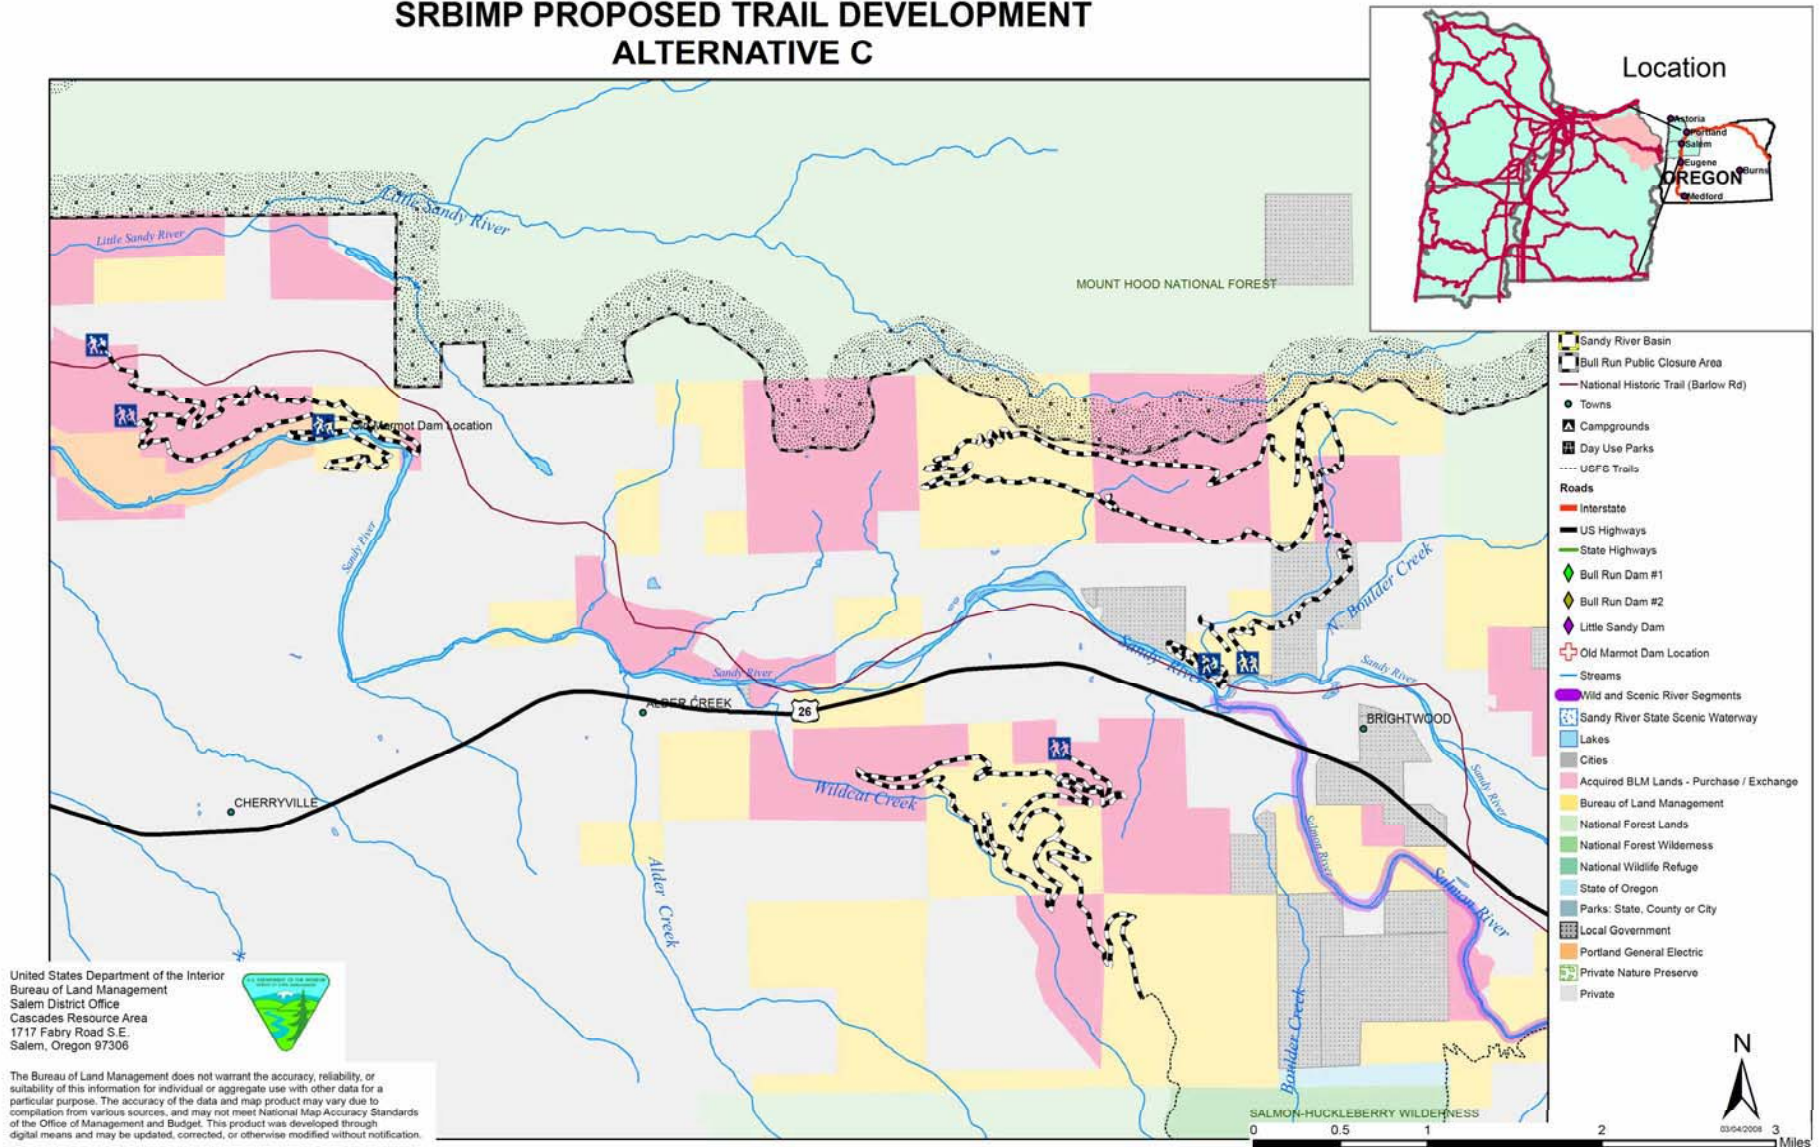 SRBIMP PROPOSED TRAIL DEVELOPMENT
ALTERNATIVE C
Location
Astoria
Portland
Salem
Eugene
OREGON
Burns
Medford
Little Sandy River
Little Sandy River
MOUNT HOOD NATIONAL FOREST
Old Marmot Dam Location
Sandy River
N. Boulder Creek
Sandy River
Sandy River
Sandy River
ALDER CREEK
26
BRIGHTWOOD
Sandy River
Wildcat Creek
CHERRYVILLE
Salmon River
Alder Creek
Salmon River
Boulder Creek
SALMON-HUCKLEBERRY WILDERNESS
Sandy River Basin
Bull Run Public Closure Area
National Historic Trail (Barlow Rd)
Towns
Campgrounds
Day Use Parks
USFS Trails
Roads
Interstate
US Highways
State Highways
Bull Run Dam #1
Bull Run Dam #2
Little Sandy Dam
Old Marmot Dam Location
Streams
Wild and Scenic River Segments
Sandy River State Scenic Waterway
Lakes
Cities
Acquired BLM Lands - Purchase / Exchange
Bureau of Land Management
National Forest Lands
National Forest Wilderness
National Wildlife Refuge
State of Oregon
Parks: State, County or City
Local Government
Portland General Electric
Private Nature Preserve
Private
United States Department of the Interior
Bureau of Land Management
Salem District Office
Cascades Resource Area
1717 Fabry Road S.E.
Salem, Oregon 97306
The Bureau of Land Management does not warrant the accuracy, reliability, or
suitability of this information for individual or aggregate use with other data for a
particular purpose. The accuracy of the data and map product may vary due to
compilation from various sources, and may not meet National Map Accuracy Standards
of the Office of Management and Budget. This product was developed through
digital means and may be updated, corrected, or otherwise modified without notification.
N
03/04/2008
0 0.5 1 2 3
Miles